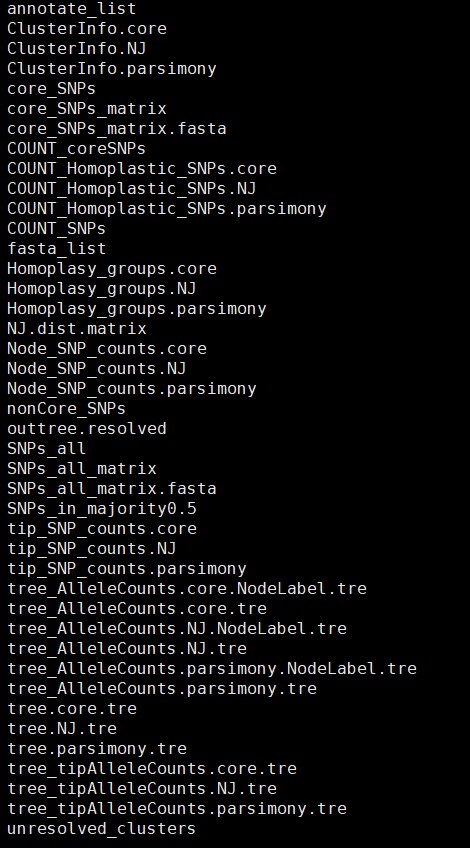 annotate_list
ClusterInfo.core
ClusterInfo.NJ
ClusterInfo.parsimony
core_SNPs
core_SNPs_matrix
core_SNPs_matrix.fasta
COUNT_coreSNPs
COUNT_Homoplastic_SNPs.core
COUNT_Homoplastic_SNPs.NJ
COUNT_Homoplastic_SNPs.parsimony
COUNT_SNPs
fasta_list
Homoplasy_groups.core
Homoplasy_groups.NJ
Homoplasy_groups.parsimony
NJ.dist.matrix
Node_SNP_counts.core
Node_SNP_counts.NJ
Node_SNP_counts.parsimony
nonCore_SNPs
outtree.resolved
SNPs_all
SNPs_all_matrix
SNPs_all_matrix.fasta
SNPs_in_majority0.5
tip_SNP_counts.core
tip_SNP_counts.NJ
tip_SNP_counts.parsimony
tree_AlleleCounts.core.NodeLabel.tre
tree_AlleleCounts.core.tre
tree_AlleleCounts.NJ.NodeLabel.tre
tree_AlleleCounts.NJ.tre
tree_AlleleCounts.parsimony.NodeLabel.tre
tree_AlleleCounts.parsimony.tre
tree.core.tre
tree.NJ.tre
tree.parsimony.tre
tree_tipAlleleCounts.core.tre
tree_tipAlleleCounts.NJ.tre
tree_tipAlleleCounts.parsimony.tre
unresolved_clusters